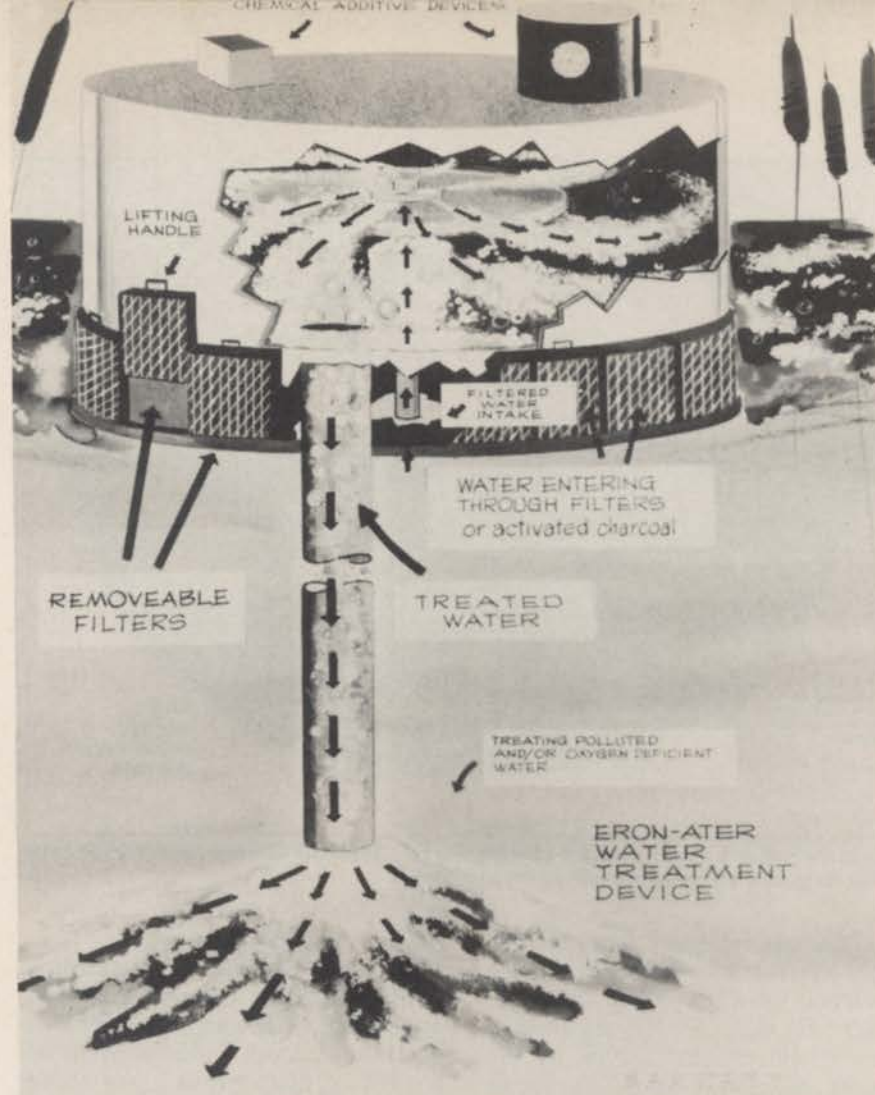 CHEMICAL ADDITIVE DEVICES
LIFTING
HANDLE
FILTERED
WATER
INTAKE
WATER ENTERING
THROUGH FILTERS
or activated charcoal
REMOVEABLE
FILTERS
TREATED
WATER
TREATING POLLUTED
AND/OR OXYGEN DEFICIENT
WATER
ERON-ATER
WATER
TREATMENT
DEVICE